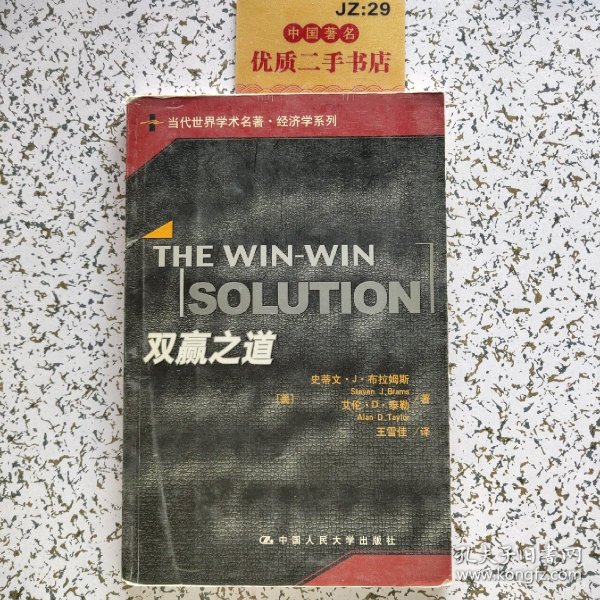 JZ:29
中国著名
优质二手书店
当代世界学术名著·经济学系列
THE WIN-WIN
SOLUTION
双赢之道
史蒂文·J·布拉姆斯
Steven J.Brams
[美] 著
艾伦·D·泰勒
Alan D.Taylor
王雪佳/译
中国人民大学出版社
孔夫子旧书网
www.kongfz.com